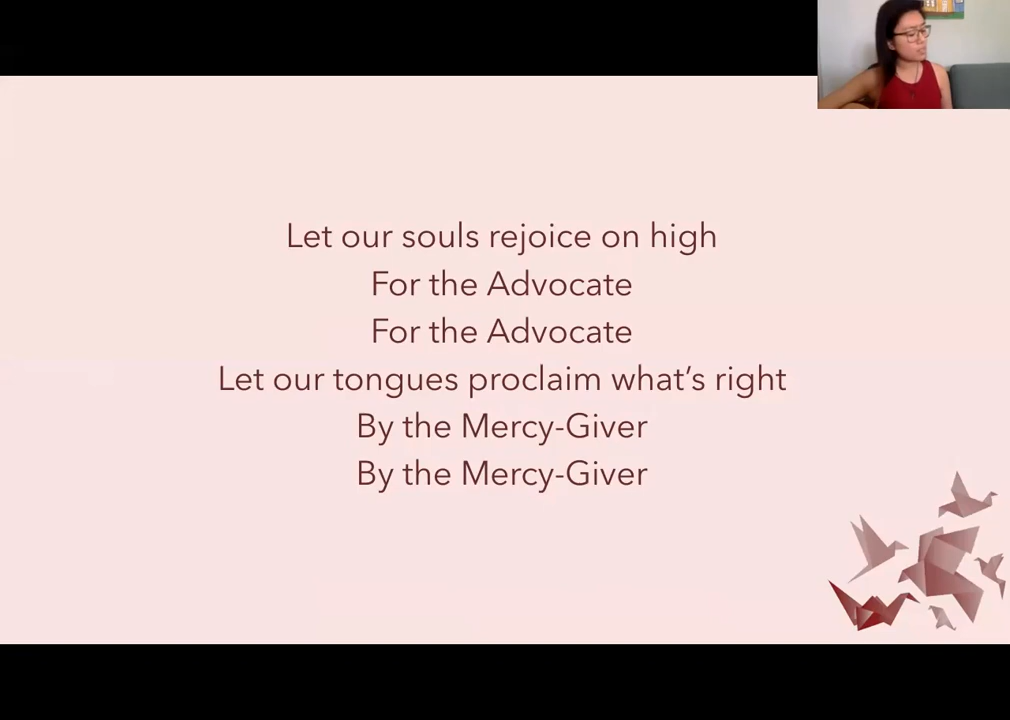 Let our souls rejoice on high
For the Advocate
For the Advocate
Let our tongues proclaim what's right
By the Mercy-Giver
By the Mercy-Giver